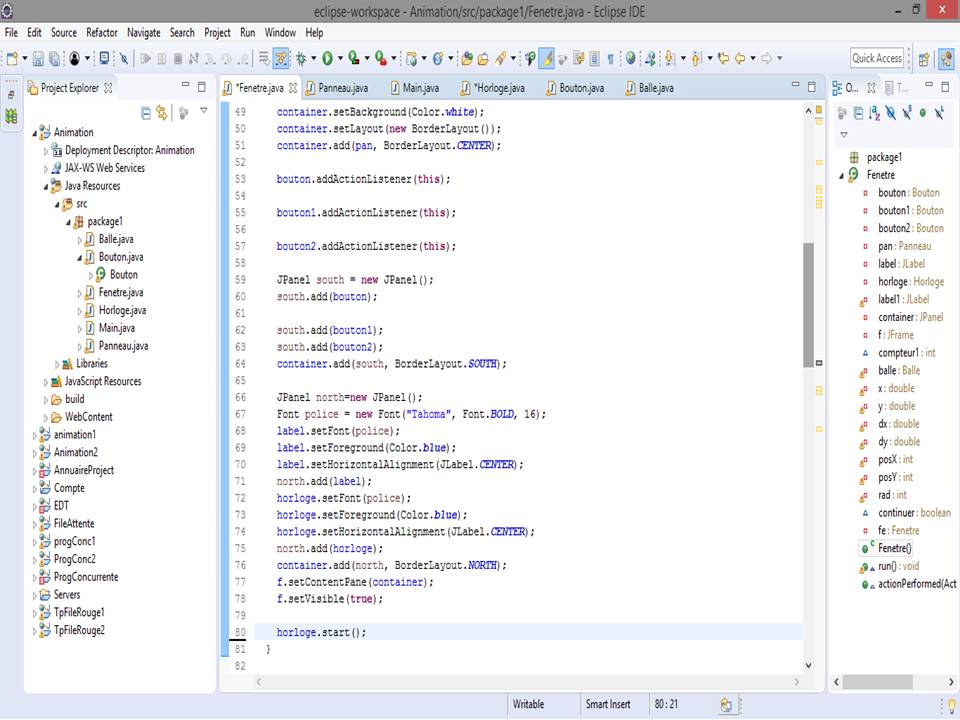 eclipse-workspace - Animation/src/package1/Fenetre.java - Eclipse IDE
File Edit Source Refactor Navigate Search Project Run Window Help
Quick Access
Project Explorer
Animation
Deployment Descriptor: Animation
JAX-WS Web Services
Java Resources
src
package1
Balle.java
Bouton.java
Bouton
Fenetre.java
Horloge.java
Main.java
Panneau.java
Libraries
JavaScript Resources
build
WebContent
animation1
Animation2
AnnuaireProject
Compte
EDT
FileAttente
progConc1
ProgConc2
ProgConcurrente
Servers
TpFileRouge1
TpFileRouge2
*Fenetre.java Panneau.java Main.java *Horloge.java Bouton.java Balle.java
49 container.setBackground(Color.white);
50 container.setLayout(new BorderLayout());
51 container.add(pan, BorderLayout.CENTER);
52
53 bouton.addActionListener(this);
54
55 bouton1.addActionListener(this);
56
57 bouton2.addActionListener(this);
58
59 JPanel south = new JPanel();
60 south.add(bouton);
61
62 south.add(bouton1);
63 south.add(bouton2);
64 container.add(south, BorderLayout.SOUTH);
65
66 JPanel north=new JPanel();
67 Font police = new Font("Tahoma", Font.BOLD, 16);
68 label.setFont(police);
69 label.setForeground(Color.blue);
70 label.setHorizontalAlignment(JLabel.CENTER);
71 north.add(label);
72 horloge.setFont(police);
73 horloge.setForeground(Color.blue);
74 horloge.setHorizontalAlignment(JLabel.CENTER);
75 north.add(horloge);
76 container.add(north, BorderLayout.NORTH);
77 f.setContentPane(container);
78 f.setVisible(true);
79
80 horloge.start();
81 }
82
O... T...
package1
Fenetre
bouton : Bouton
bouton1 : Bouton
bouton2 : Bouton
pan : Panneau
label : JLabel
horloge : Horloge
label1 : JLabel
container : JPanel
f : JFrame
compteur1 : int
balle : Balle
x : double
y : double
dx : double
dy : double
posX : int
posY : int
rad : int
continuer : boolean
fe : Fenetre
Fenetre()
run() : void
actionPerformed(Act
Writable Smart Insert 80 : 21